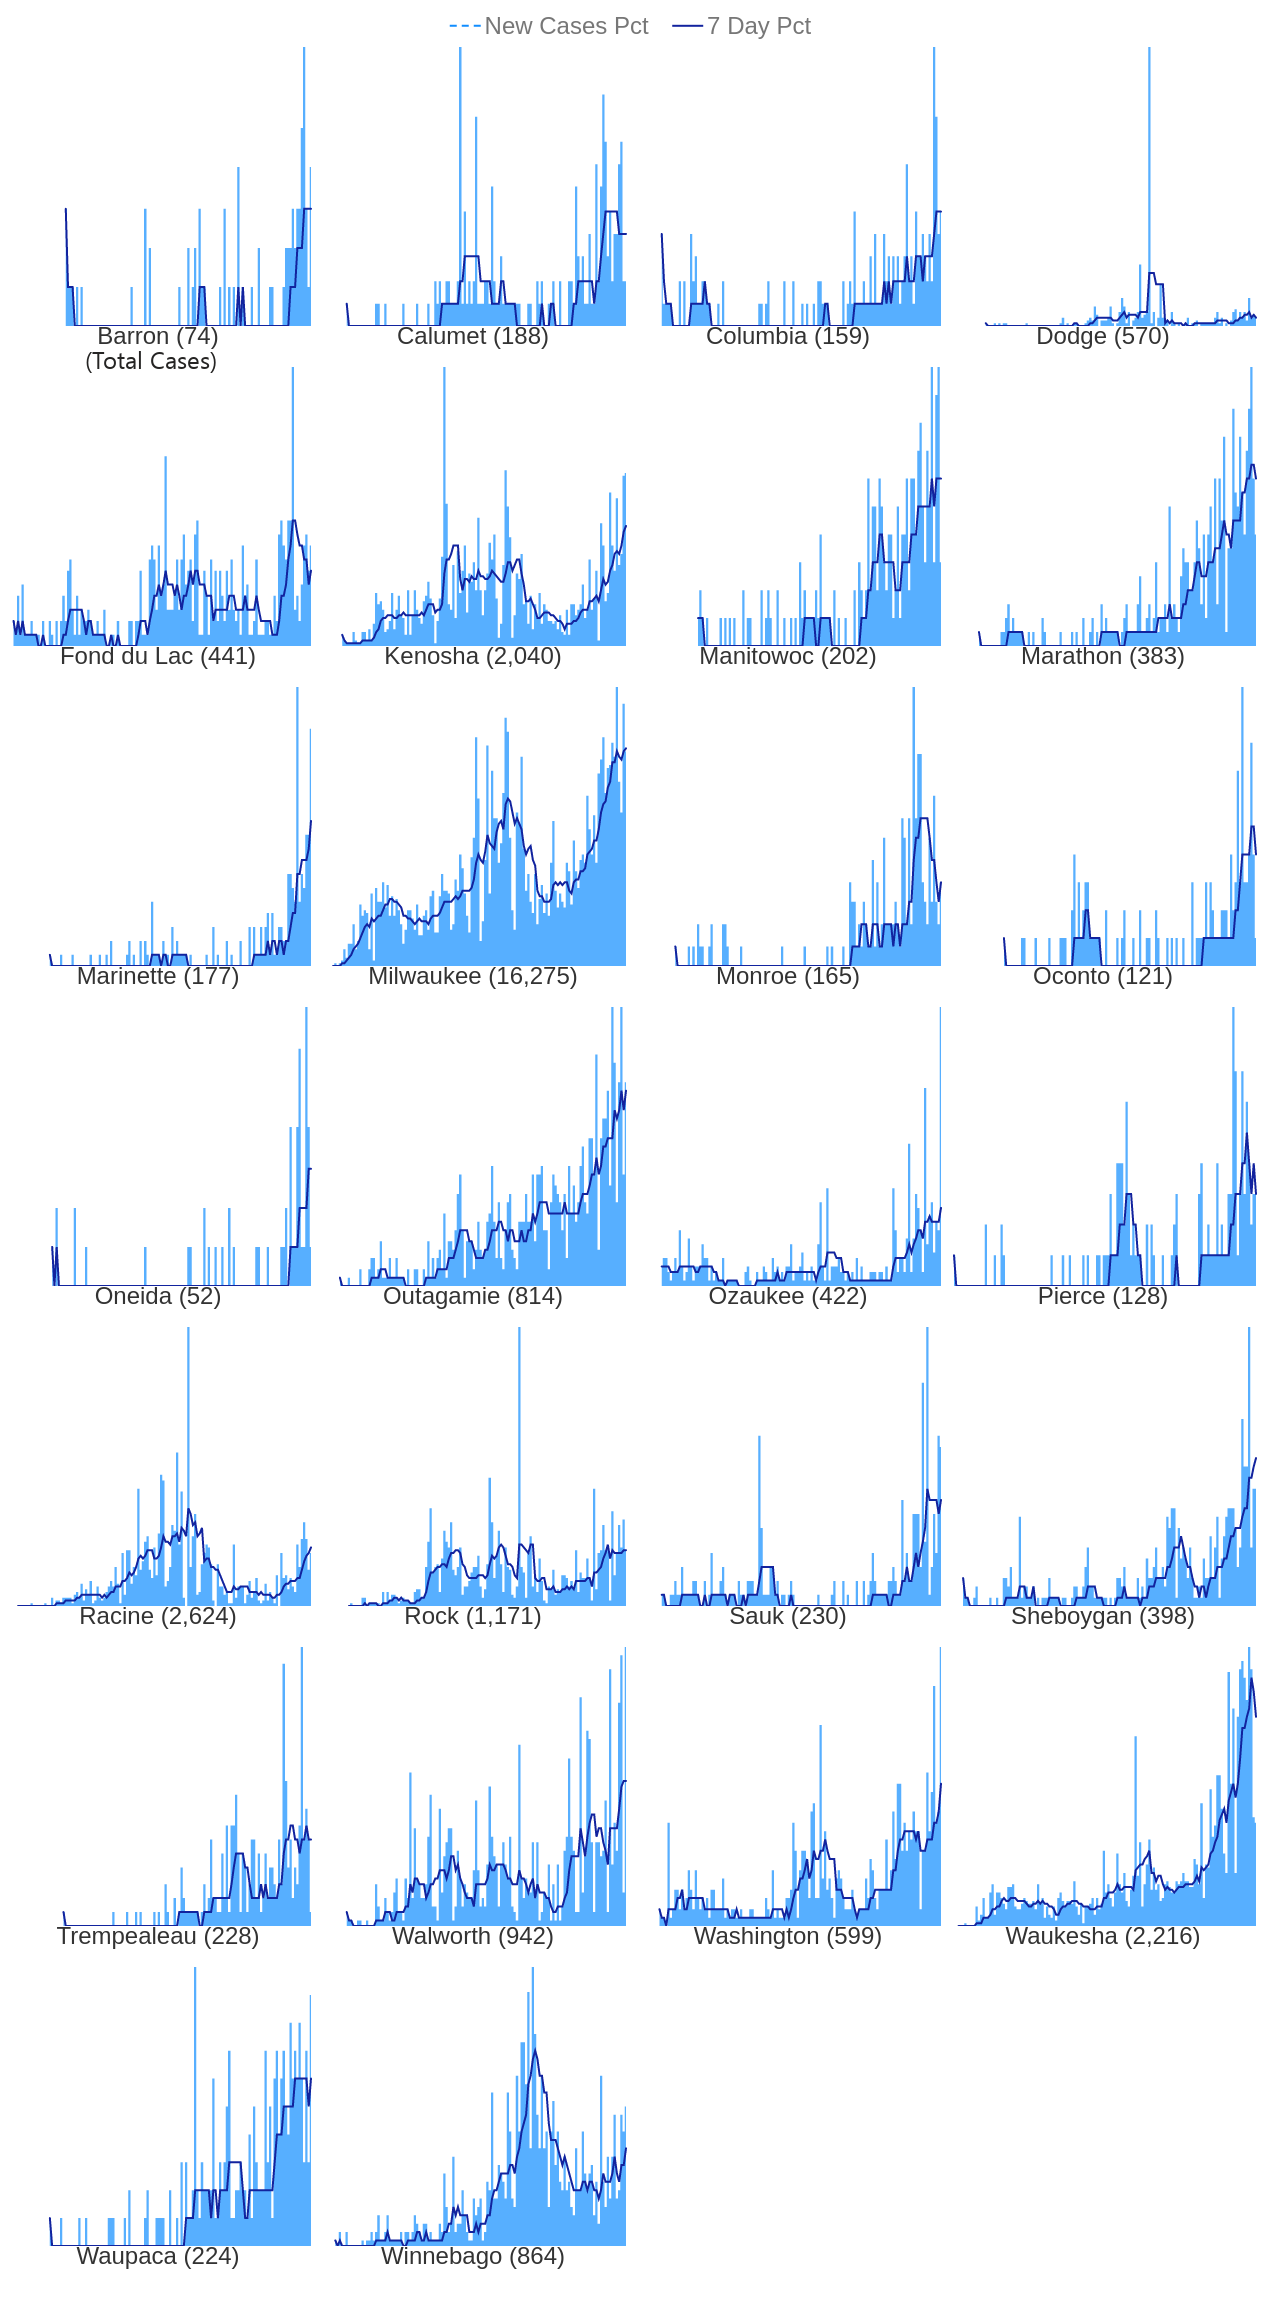 New Cases Pct 7 Day Pct
Barron (74) Calumet (188) Columbia (159) Dodge (570)
(Total Cases)
Fond du Lac (441) Kenosha (2,040) Manitowoc (202) Marathon (383)
Marinette (177) Milwaukee (16,275) Monroe (165) Oconto (121)
Oneida (52) Outagamie (814) Ozaukee (422) Pierce (128)
Racine (2,624) Rock (1,171) Sauk (230) Sheboygan (398)
Trempealeau (228) Walworth (942) Washington (599) Waukesha (2,216)
Waupaca (224) Winnebago (864)